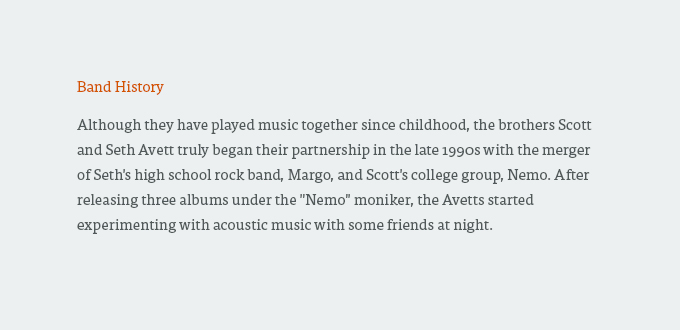 Band History
Although they have played music together since childhood, the brothers Scott
and Seth Avett truly began their partnership in the late 1990s with the merger
of Seth's high school rock band, Margo, and Scott's college group, Nemo. After
releasing three albums under the "Nemo" moniker, the Avetts started
experimenting with acoustic music with some friends at night.